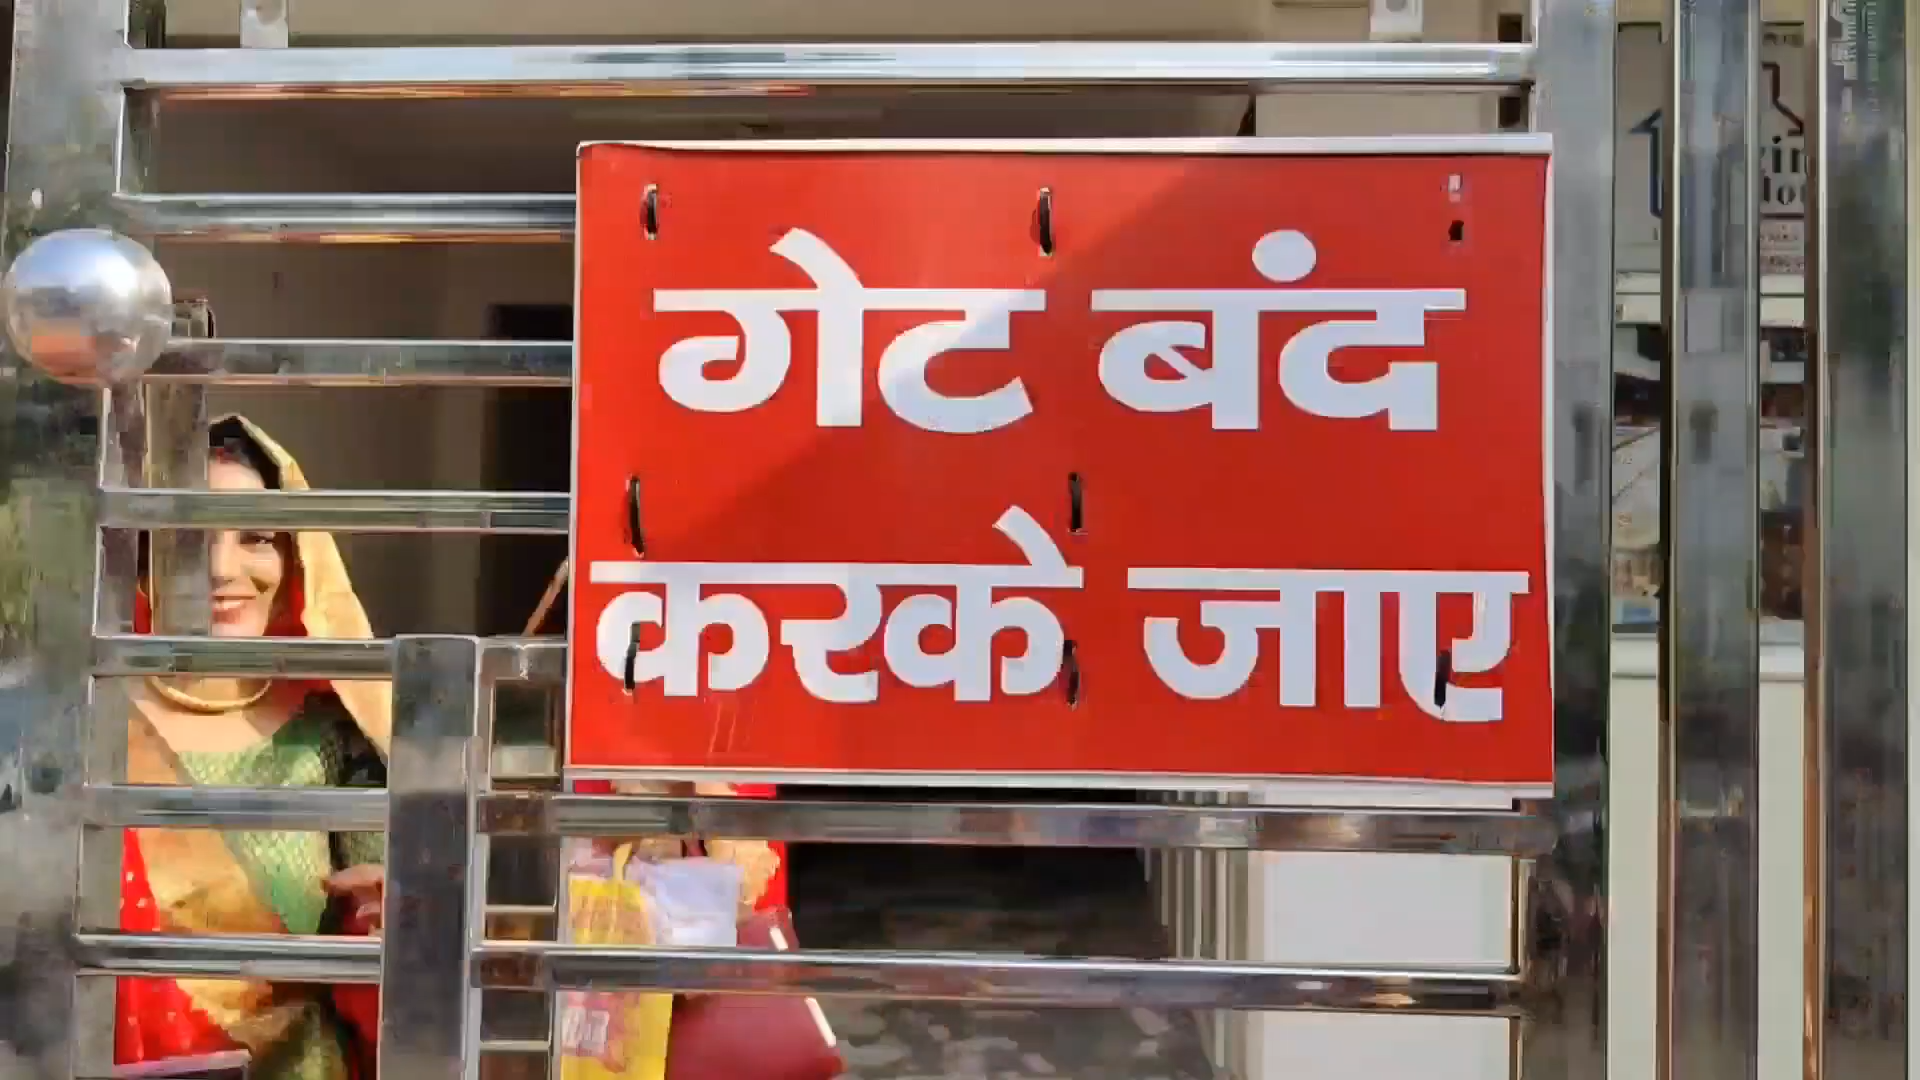 गेट बंद
करके जाए